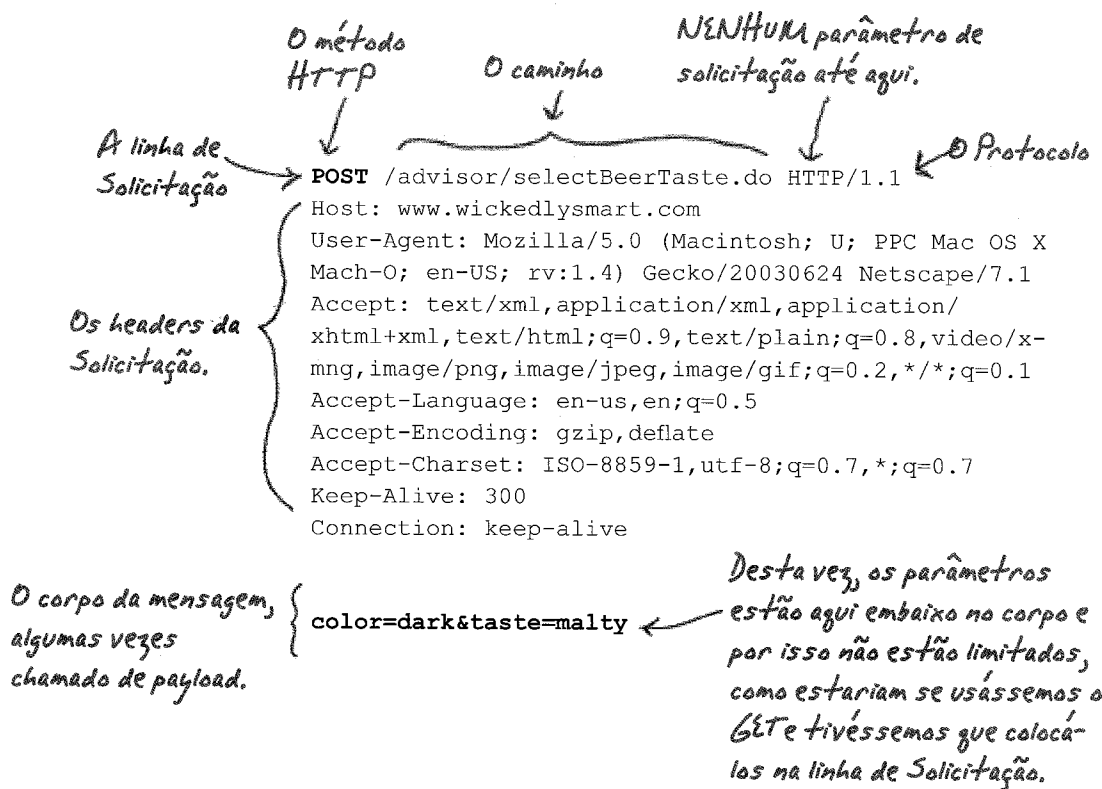 O método
HTTP
O caminho
NENHUM parâmetro de
solicitação até aqui.
A linha de
Solicitação
O Protocolo
POST /advisor/selectBeerTaste.do HTTP/1.1
Host: www.wickedlysmart.com
User-Agent: Mozilla/5.0 (Macintosh; U; PPC Mac OS X
Mach-O; en-US; rv:1.4) Gecko/20030624 Netscape/7.1
Accept: text/xml,application/xml,application/
xhtml+xml,text/html;q=0.9,text/plain;q=0.8,video/x-
mng,image/png,image/jpeg,image/gif;q=0.2,*/*;q=0.1
Accept-Language: en-us,en;q=0.5
Accept-Encoding: gzip,deflate
Accept-Charset: ISO-8859-1,utf-8;q=0.7,*;q=0.7
Keep-Alive: 300
Connection: keep-alive
Os headers da
Solicitação.
O corpo da mensagem,
algumas vezes
chamado de payload.
color=dark&taste=malty
Desta vez, os parâmetros
estão aqui embaixo no corpo e
por isso não estão limitados,
como estariam se usássemos o
GET e tivéssemos que colocá-
los na linha de Solicitação.